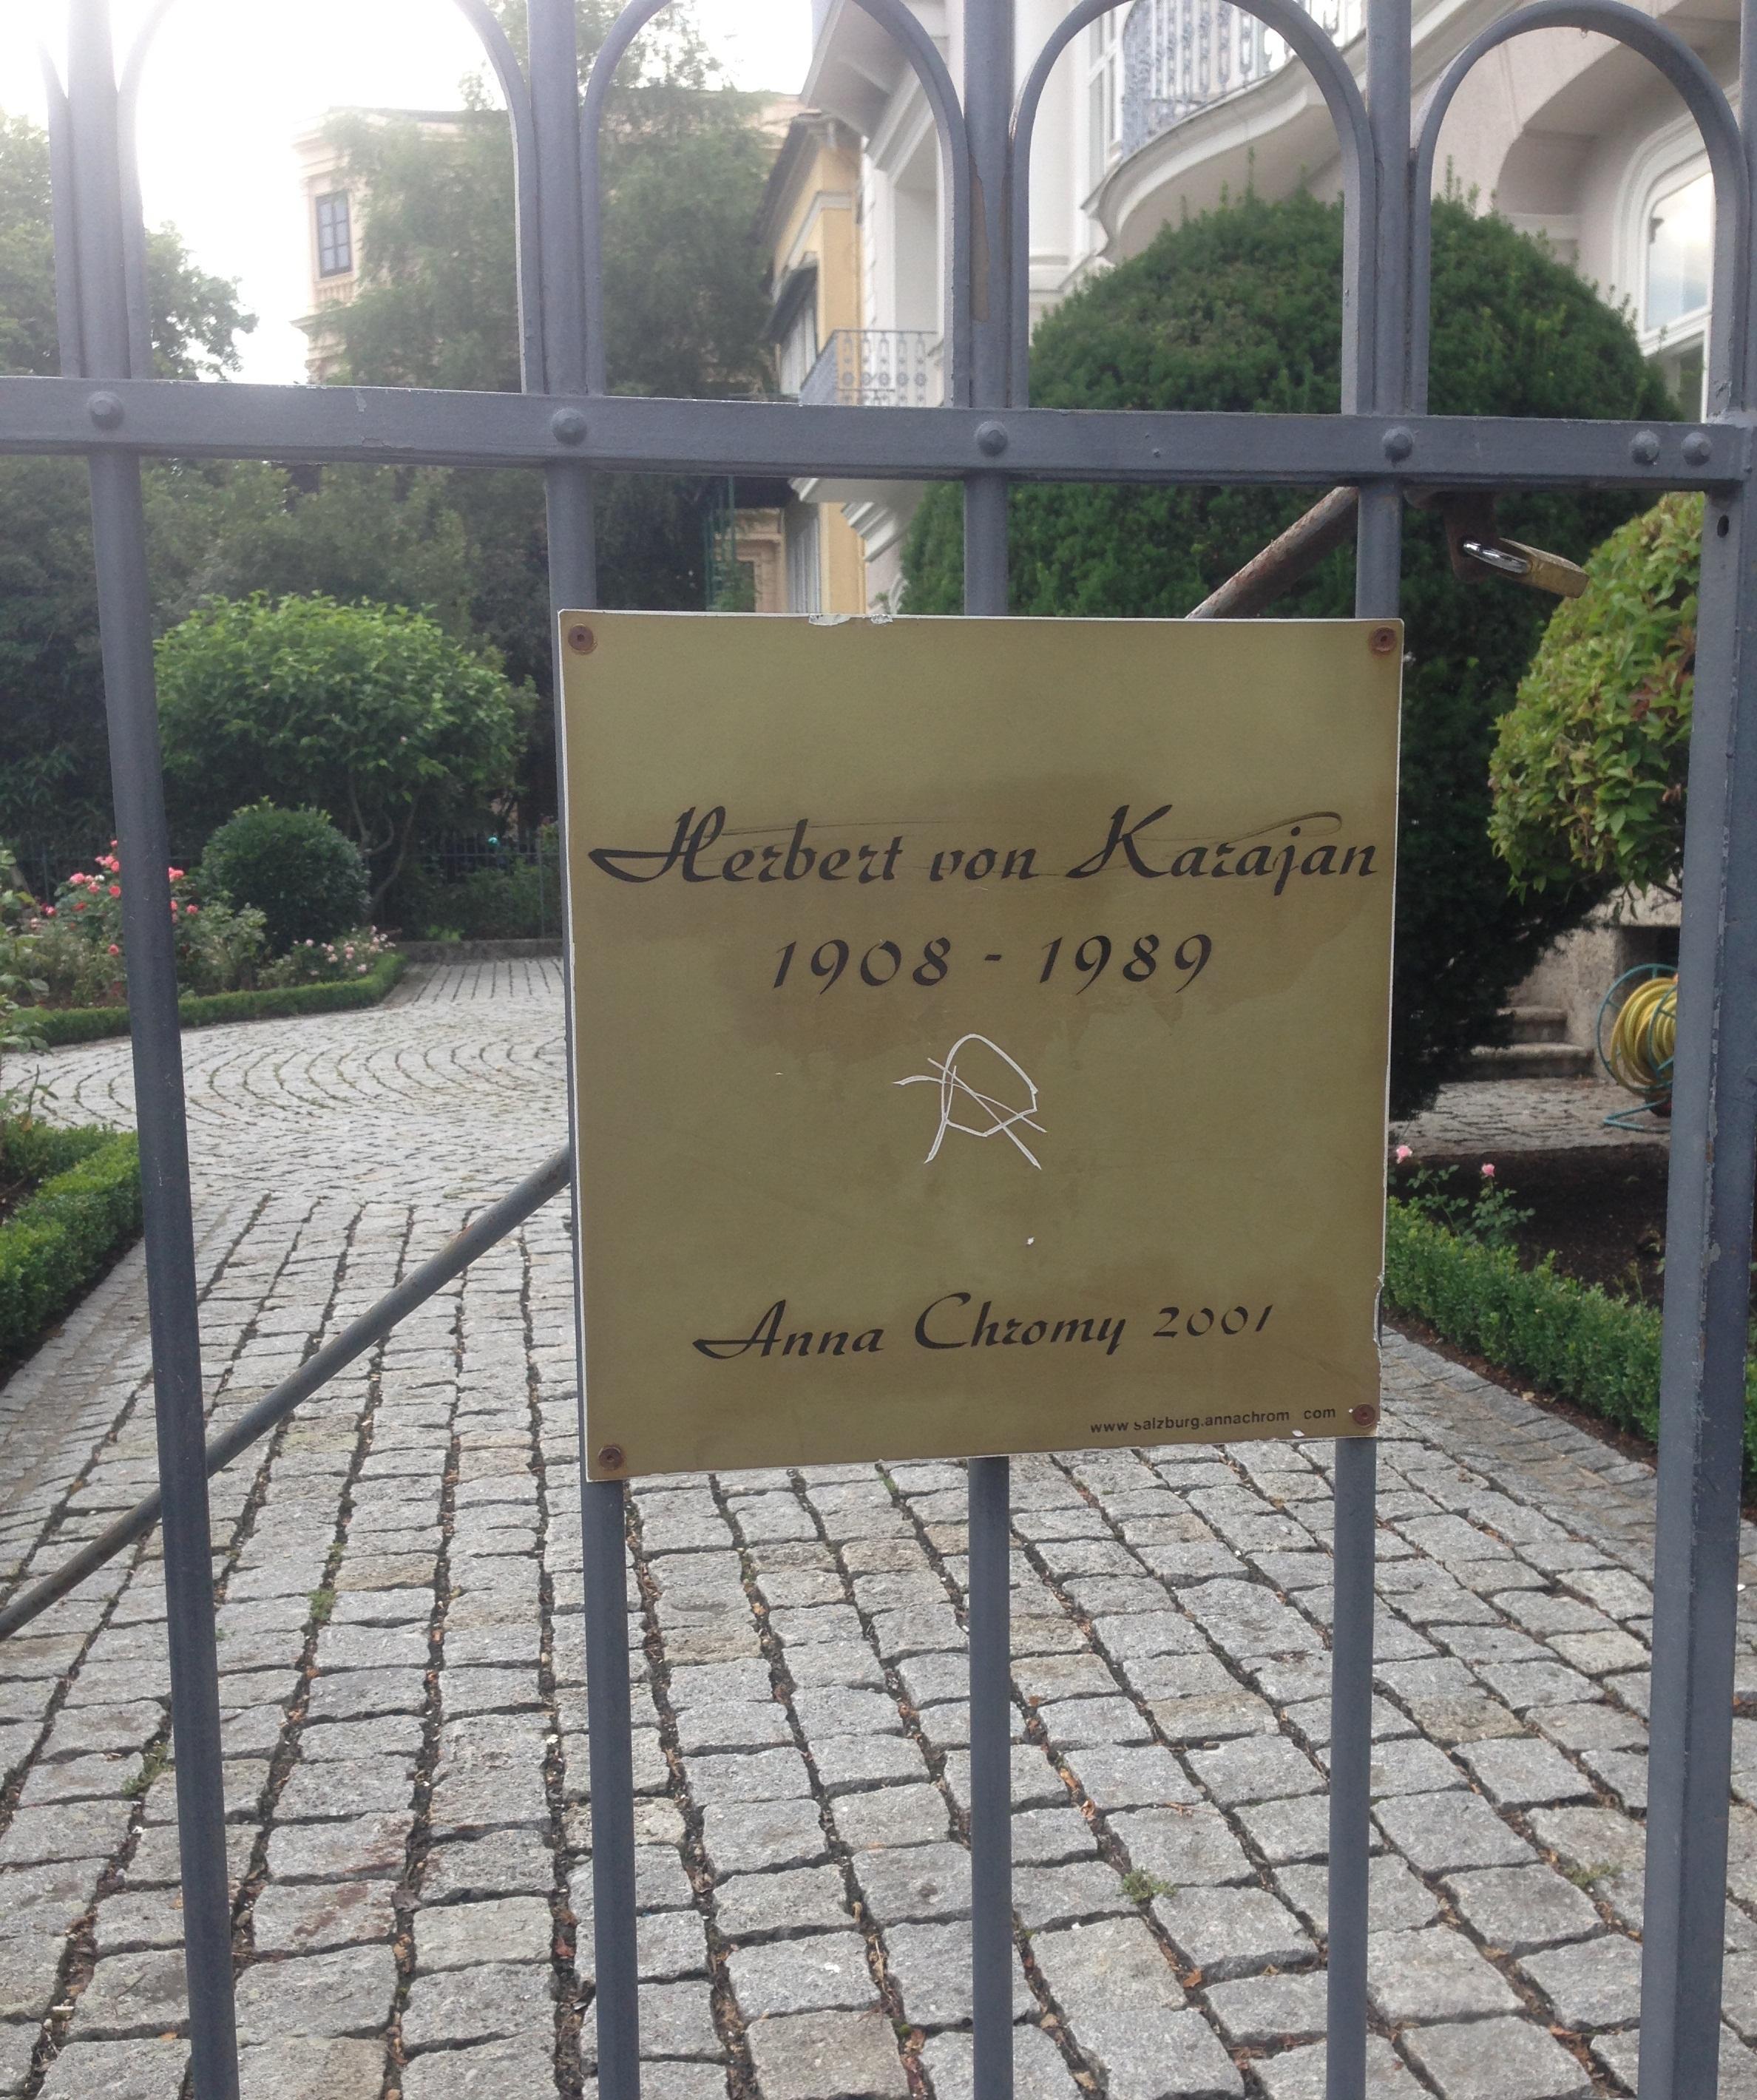 Herbert von Karajan
1908 - 1989
Anna Chromy 2001
www salzburg.annachrom com